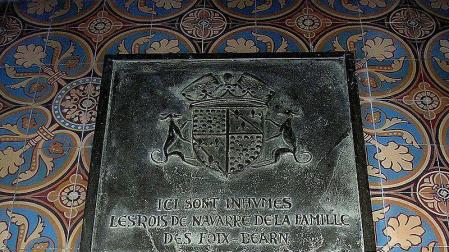 ICI SONT INHUMES
LES ROIS DE NAVARRE DE LA FAMILLE
DES FOIX-BEARN